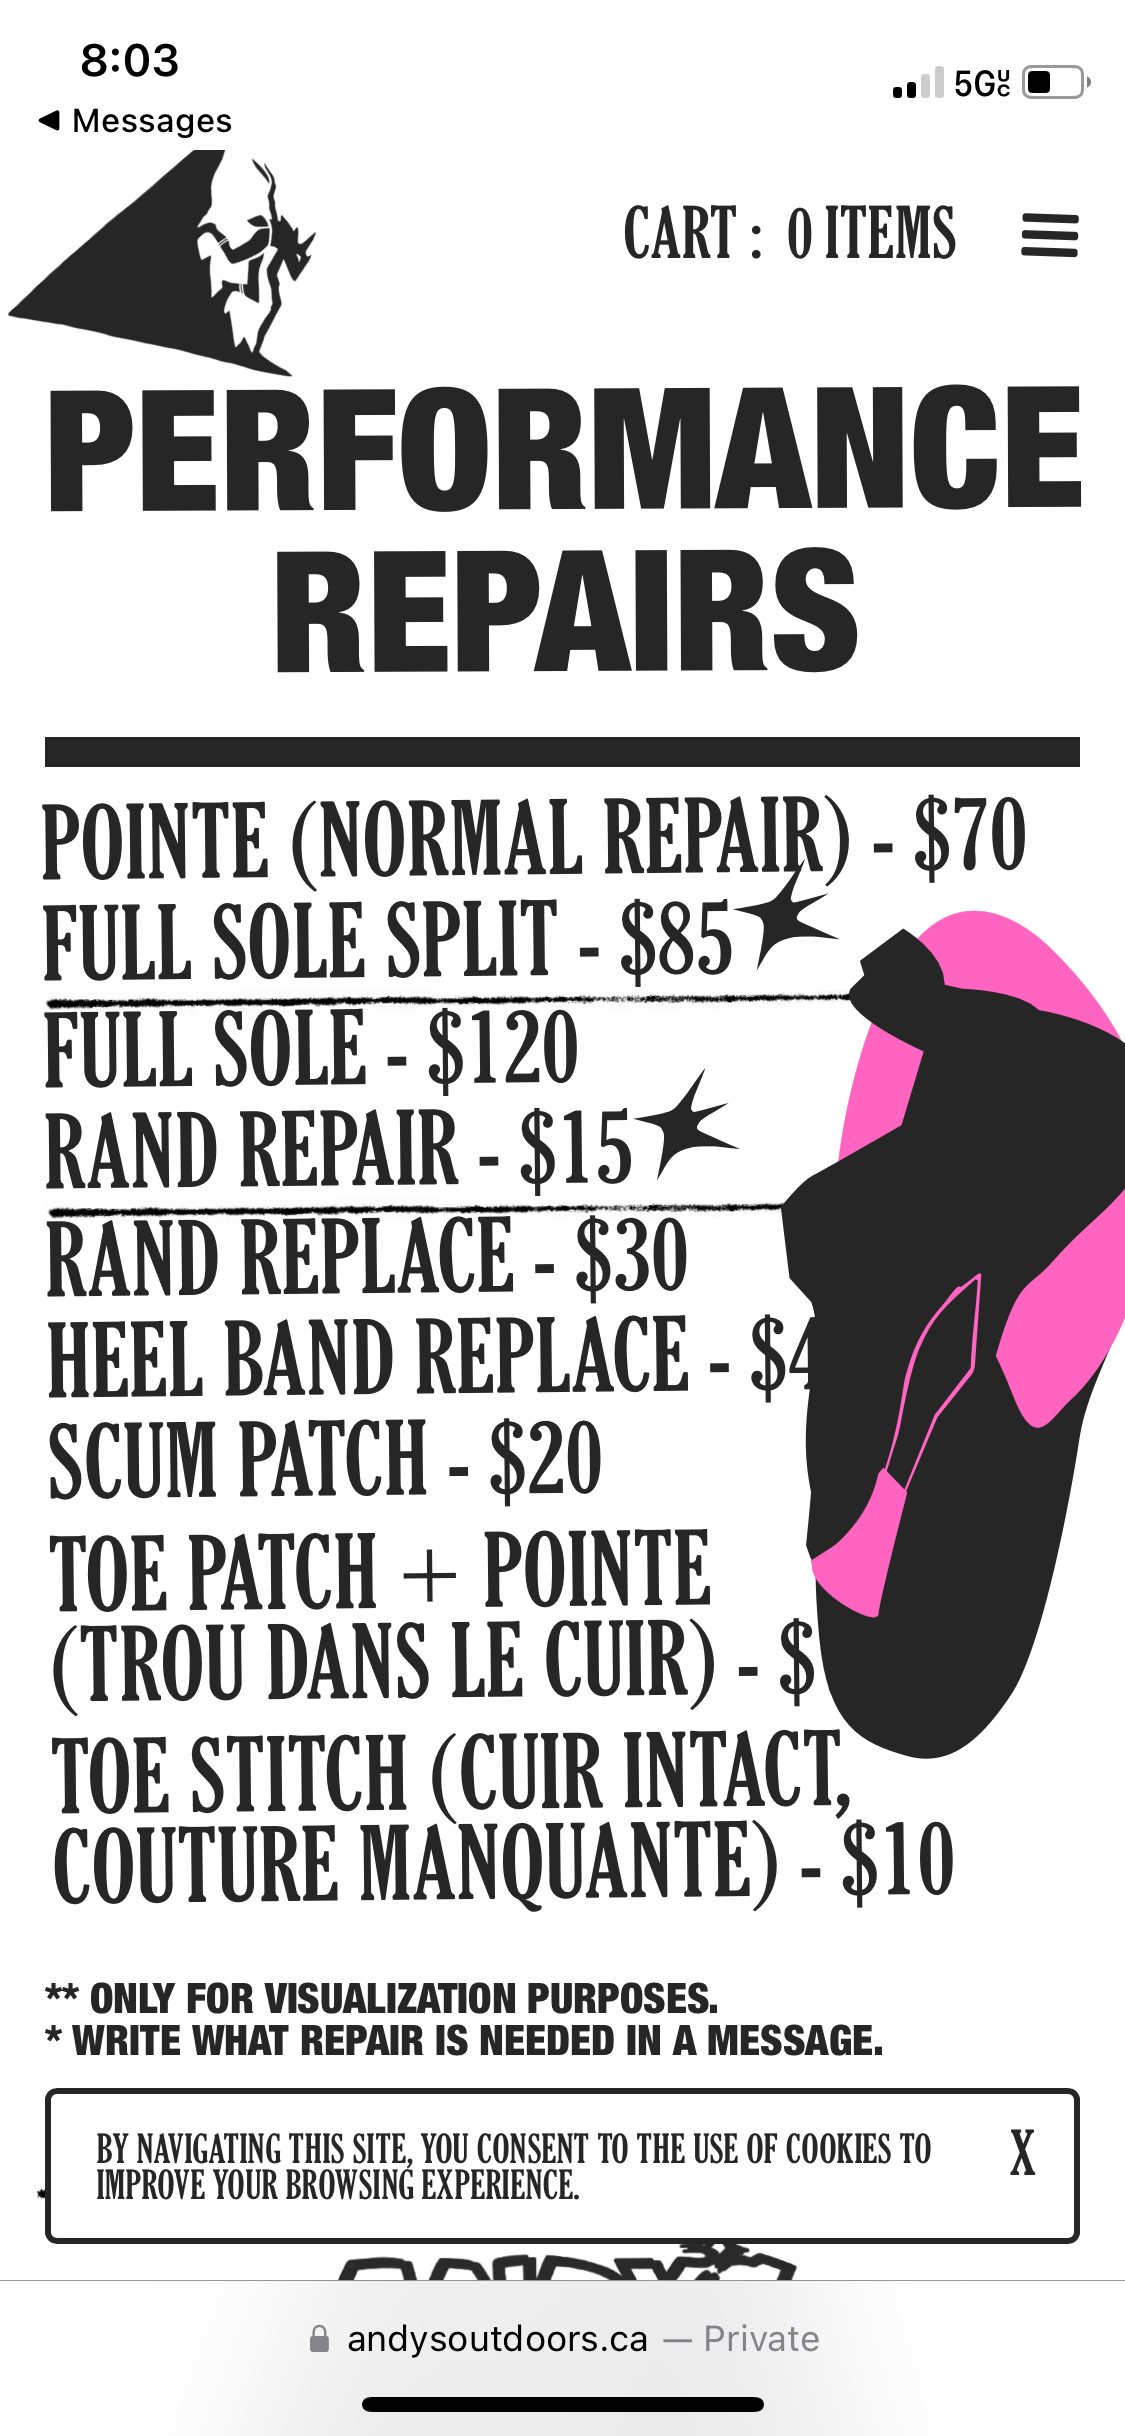 8:03
Messages
5G UC
CART : 0 ITEMS
PERFORMANCE
REPAIRS
POINTE (NORMAL REPAIR) - $70
FULL SOLE SPLIT - $85
FULL SOLE - $120
RAND REPAIR - $15
RAND REPLACE - $30
HEEL BAND REPLACE - $4
SCUM PATCH - $20
TOE PATCH + POINTE
(TROU DANS LE CUIR) - $
TOE STITCH (CUIR INTACT,
COUTURE MANQUANTE) - $10
** ONLY FOR VISUALIZATION PURPOSES.
* WRITE WHAT REPAIR IS NEEDED IN A MESSAGE.
BY NAVIGATING THIS SITE, YOU CONSENT TO THE USE OF COOKIES TO
IMPROVE YOUR BROWSING EXPERIENCE.
X
andysoutdoors.ca — Private